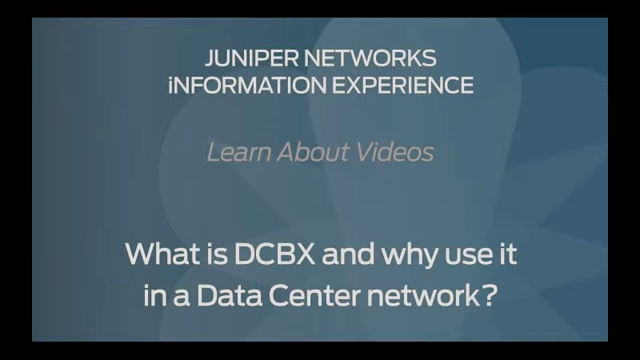 JUNIPER NETWORKS
iNFORMATION EXPERIENCE
Learn About Videos
What is DCBX and why use it
in a Data Center network?